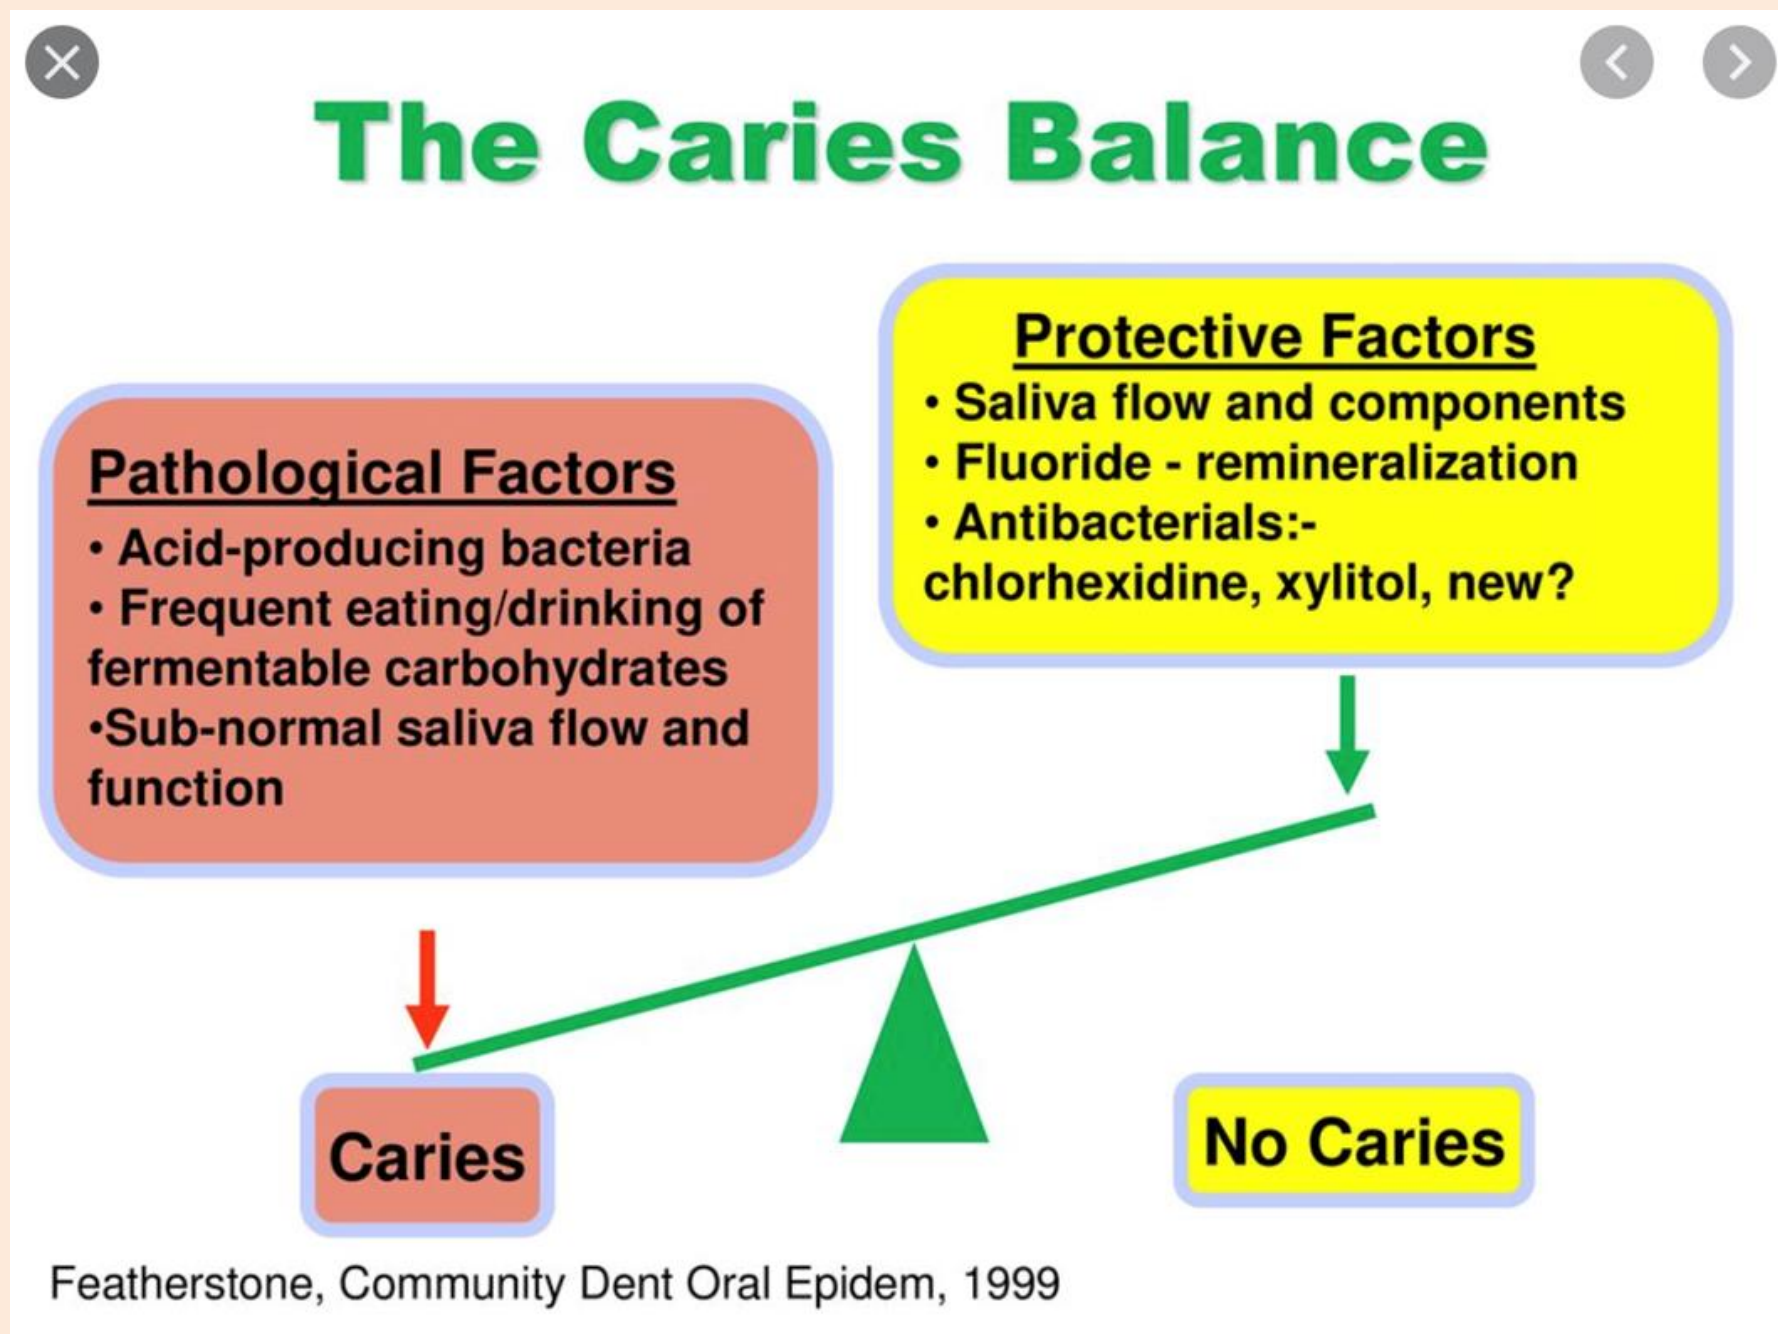 The Caries Balance
Pathological Factors
• Acid-producing bacteria
• Frequent eating/drinking of
fermentable carbohydrates
•Sub-normal saliva flow and
function
Protective Factors
• Saliva flow and components
• Fluoride - remineralization
• Antibacterials:-
chlorhexidine, xylitol, new?
Caries
No Caries
Featherstone, Community Dent Oral Epidem, 1999